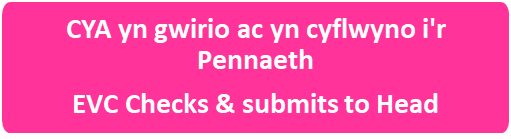 CYA yn gwirio ac yn cyflwyno i'r
Pennaeth
EVC Checks & submits to Head